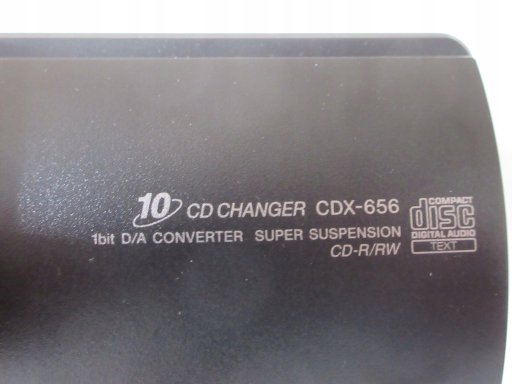 10 CD CHANGER CDX-656
1bit D/A CONVERTER SUPER SUSPENSION
CD-R/RW
COMPACT
disc
DIGITAL AUDIO
TEXT